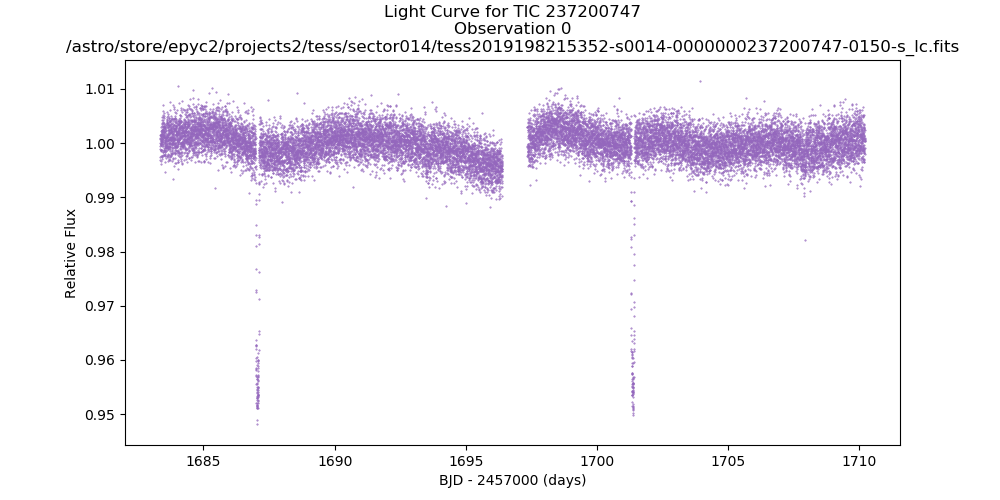 Light Curve for TIC 237200747
Observation 0
/astro/store/epyc2/projects2/tess/sector014/tess2019198215352-s0014-0000000237200747-0150-s_lc.fits
1.01
1.00
0.99
0.98
0.97
0.96
0.95
Relative Flux
1685
1690
1695
1700
1705
1710
BJD - 2457000 (days)